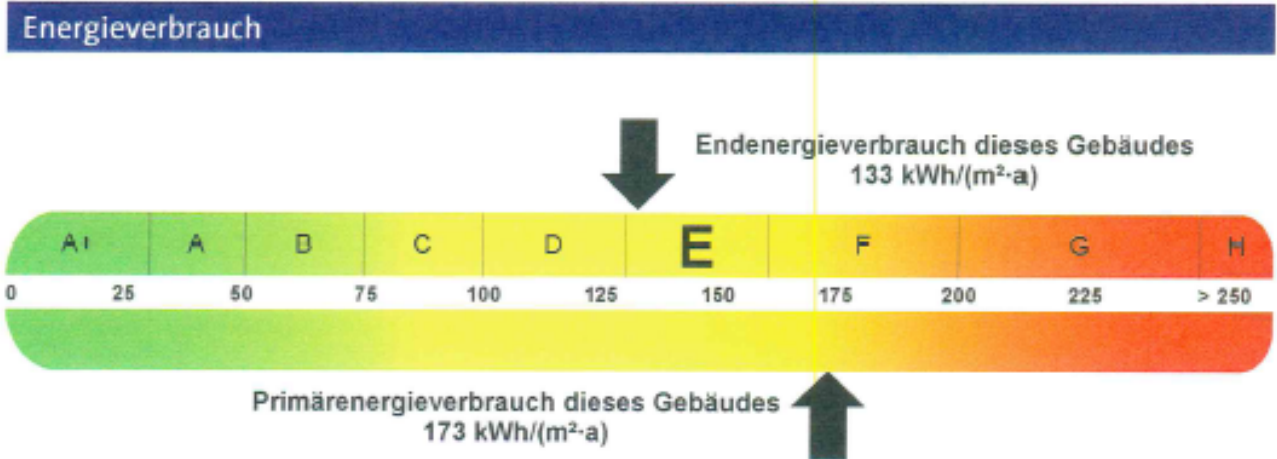 Energieverbrauch
Endenergieverbrauch dieses Gebäudes
133 kWh/(m²·a)
A+ A B C D E F G H
0 25 50 75 100 125 150 175 200 225 > 250
Primärenergieverbrauch dieses Gebäudes
173 kWh/(m²·a)